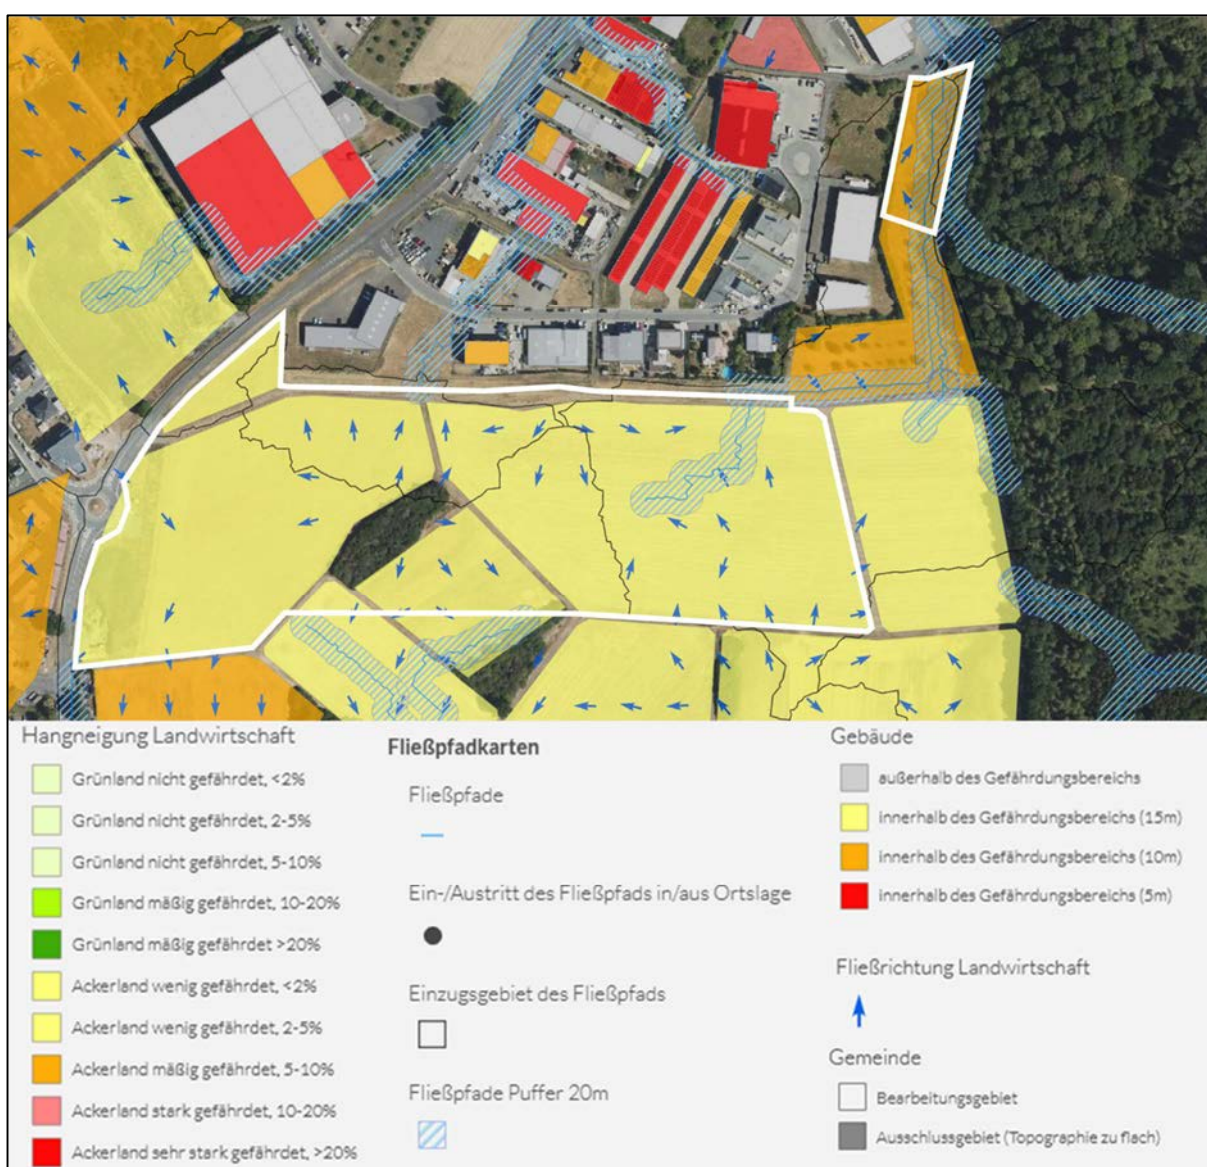 Hangneigung Landwirtschaft
Grünland nicht gefährdet, <2%
Grünland nicht gefährdet, 2-5%
Grünland nicht gefährdet, 5-10%
Grünland mäßig gefährdet, 10-20%
Grünland mäßig gefährdet >20%
Ackerland wenig gefährdet, <2%
Ackerland wenig gefährdet, 2-5%
Ackerland mäßig gefährdet, 5-10%
Ackerland stark gefährdet, 10-20%
Ackerland sehr stark gefährdet, >20%
Fließpfadkarten
Fließpfade
Ein-/Austritt des Fließpfads in/aus Ortslage
Einzugsgebiet des Fließpfads
Fließpfade Puffer 20m
Gebäude
außerhalb des Gefährdungsbereichs
innerhalb des Gefährdungsbereichs (15m)
innerhalb des Gefährdungsbereichs (10m)
innerhalb des Gefährdungsbereichs (5m)
Fließrichtung Landwirtschaft
Gemeinde
Bearbeitungsgebiet
Ausschlussgebiet (Topographie zu flach)